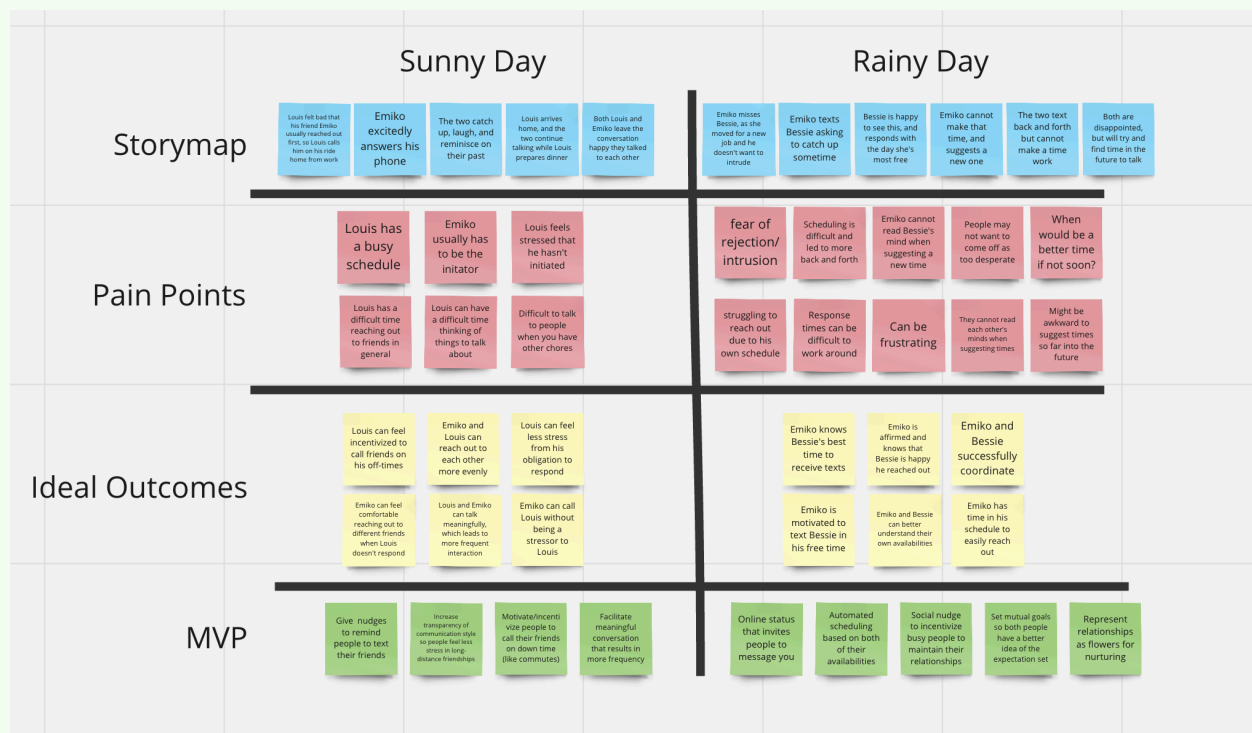 Sunny Day
Rainy Day
Storymap
Louis felt bad that
his friend Emiko
usually reached out
first, so Louis calls
him on his ride
home from work
Emiko
excitedly
answers his
phone
The two catch
up, laugh, and
reminisce on
their past
Louis arrives
home, and the
two continue
talking while Louis
prepares dinner
Both Louis and
Emiko leave the
conversation
happy they talked
to each other
Emiko misses
Bessie, as she
moved for a new
job and he
doesn't want to
intrude
Emiko texts
Bessie asking
to catch up
sometime
Bessie is happy
to see this, and
responds with
the day she's
most free
Emiko cannot
make that
time, and
suggests a
new one
The two text
back and forth
but cannot
make a time
work
Both are
disappointed,
but will try and
find time in the
future to talk
Pain Points
Louis has
a busy
schedule
Emiko
usually has
to be the
initator
Louis feels
stressed that
he hasn't
initiated
Louis has a
difficult time
reaching out
to friends in
general
Louis can have
a difficult time
thinking of
things to talk
about
Difficult to talk
to people
when you have
other chores
fear of
rejection/
intrusion
Scheduling is
difficult and
led to more
back and forth
Emiko cannot
read Bessie's
mind when
suggesting a
new time
People may
not want to
come off as
too desperate
When
would be a
better time
if not soon?
struggling to
reach out
due to his
own schedule
Response
times can be
difficult to
work around
Can be
frustrating
They cannot read
each other's
minds when
suggesting times
Might be
awkward to
suggest times
so far into the
future
Ideal Outcomes
Louis can feel
incentivized to
call friends on
his off-times
Emiko and
Louis can
reach out to
each other
more evenly
Louis can feel
less stress
from his
obligation to
respond
Emiko can feel
comfortable
reaching out to
different friends
when Louis
doesn't respond
Louis and Emiko
can talk
meaningfully,
which leads to
more frequent
interaction
Emiko can call
Louis without
being a
stressor to
Louis
Emiko knows
Bessie's best
time to
receive texts
Emiko is
affirmed and
knows that
Bessie is happy
he reached out
Emiko and
Bessie
successfully
coordinate
Emiko is
motivated to
text Bessie in
his free time
Emiko and Bessie
can better
understand their
own availabilities
Emiko has
time in his
schedule to
easily reach
out
MVP
Give nudges
to remind
people to text
their friends
Increase
transparency of
communication style
so people feel less
stress in long-
distance friendships
Motivate/incenti
vize people to
call their friends
on down time
(like commutes)
Facilitate
meaningful
conversation
that results in
more frequency
Online status
that invites
people to
message you
Automated
scheduling
based on both
of their
availabilities
Social nudge
to incentivize
busy people to
maintain their
relationships
Set mutual goals
so both people
have a better
idea of the
expectation set
Represent
relationships
as flowers for
nurturing